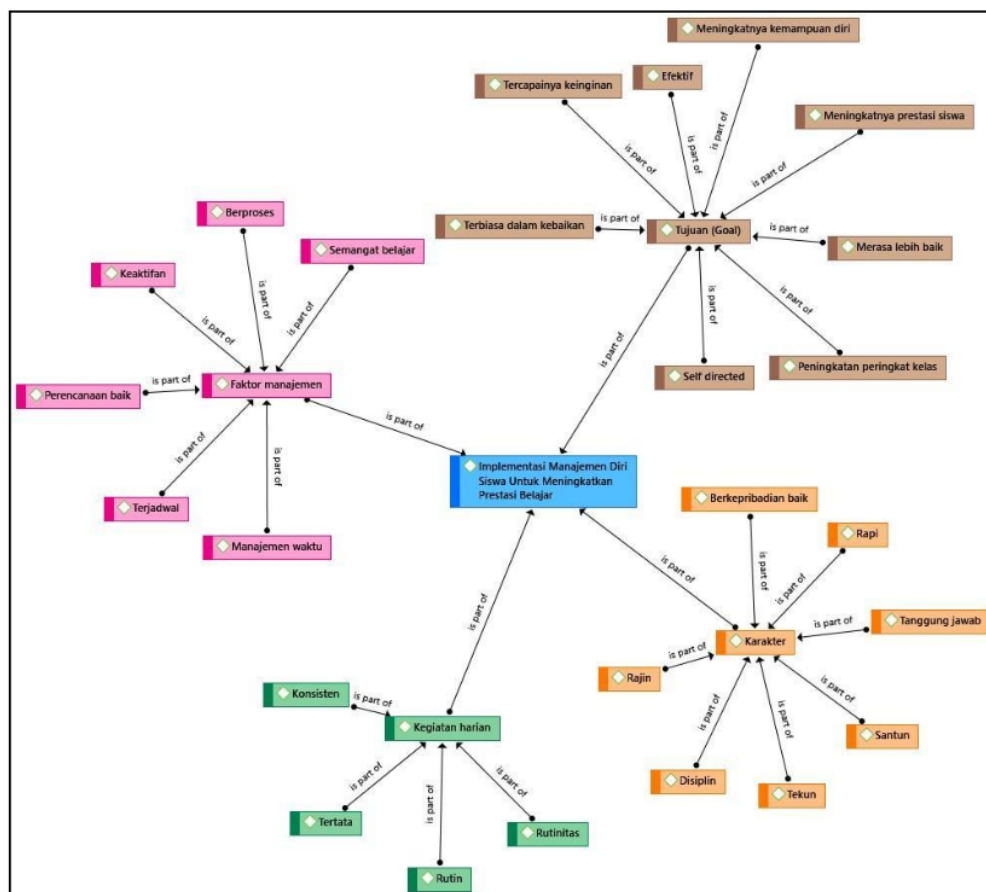 Meningkatnya kemampuan diri
Efektif
Tercapainya keinginan
Meningkatnya prestasi siswa
is part of
is part of
is part of
is part of
Terbiasa dalam kebaikan
is part of
Tujuan (Goal)
is part of
Merasa lebih baik
is part of
is part of
is part of
Self directed
Peningkatan peringkat kelas
Berproses
Semangat belajar
Keaktifan
is part of
is part of
is part of
Perencanaan baik
is part of
Faktor manajemen
is part of
is part of
is part of
Terjadwal
Manajemen waktu
Implementasi Manajemen Diri
Siswa Untuk Meningkatkan
Prestasi Belajar
is part of
is part of
Berkepribadian baik
Rapi
is part of
is part of
Tanggung jawab
is part of
Karakter
is part of
Rajin
is part of
is part of
is part of
Santun
Disiplin
Tekun
Konsisten
is part of
Kegiatan harian
is part of
is part of
is part of
Tertata
Rutinitas
Rutin